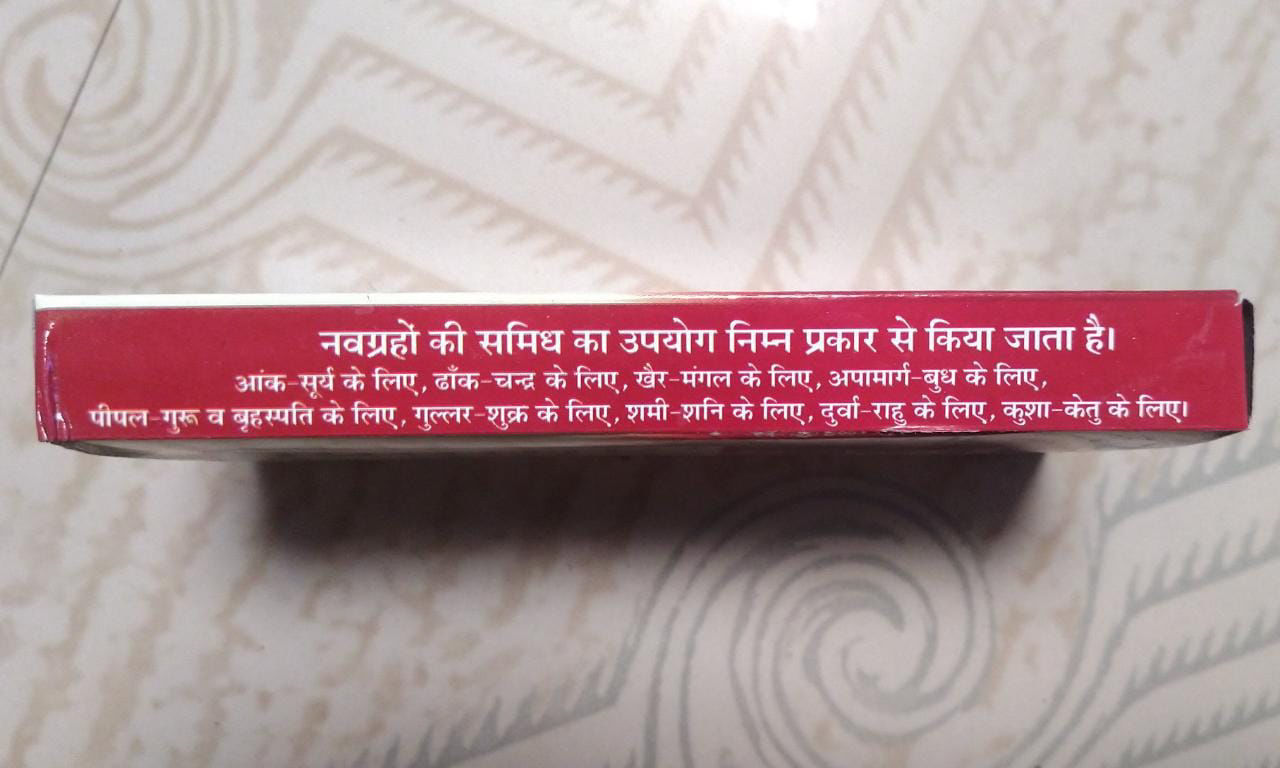 नवग्रहों की समिध का उपयोग निम्न प्रकार से किया जाता है।
आंक-सूर्य के लिए, ढाँक-चन्द्र के लिए, खैर-मंगल के लिए, अपामार्ग-बुध के लिए,
पीपल-गुरू व बृहस्पति के लिए, गुल्लर-शुक्र के लिए, शमी-शनि के लिए, दुर्वा-राहु के लिए, कुशा-केतु के लिए।